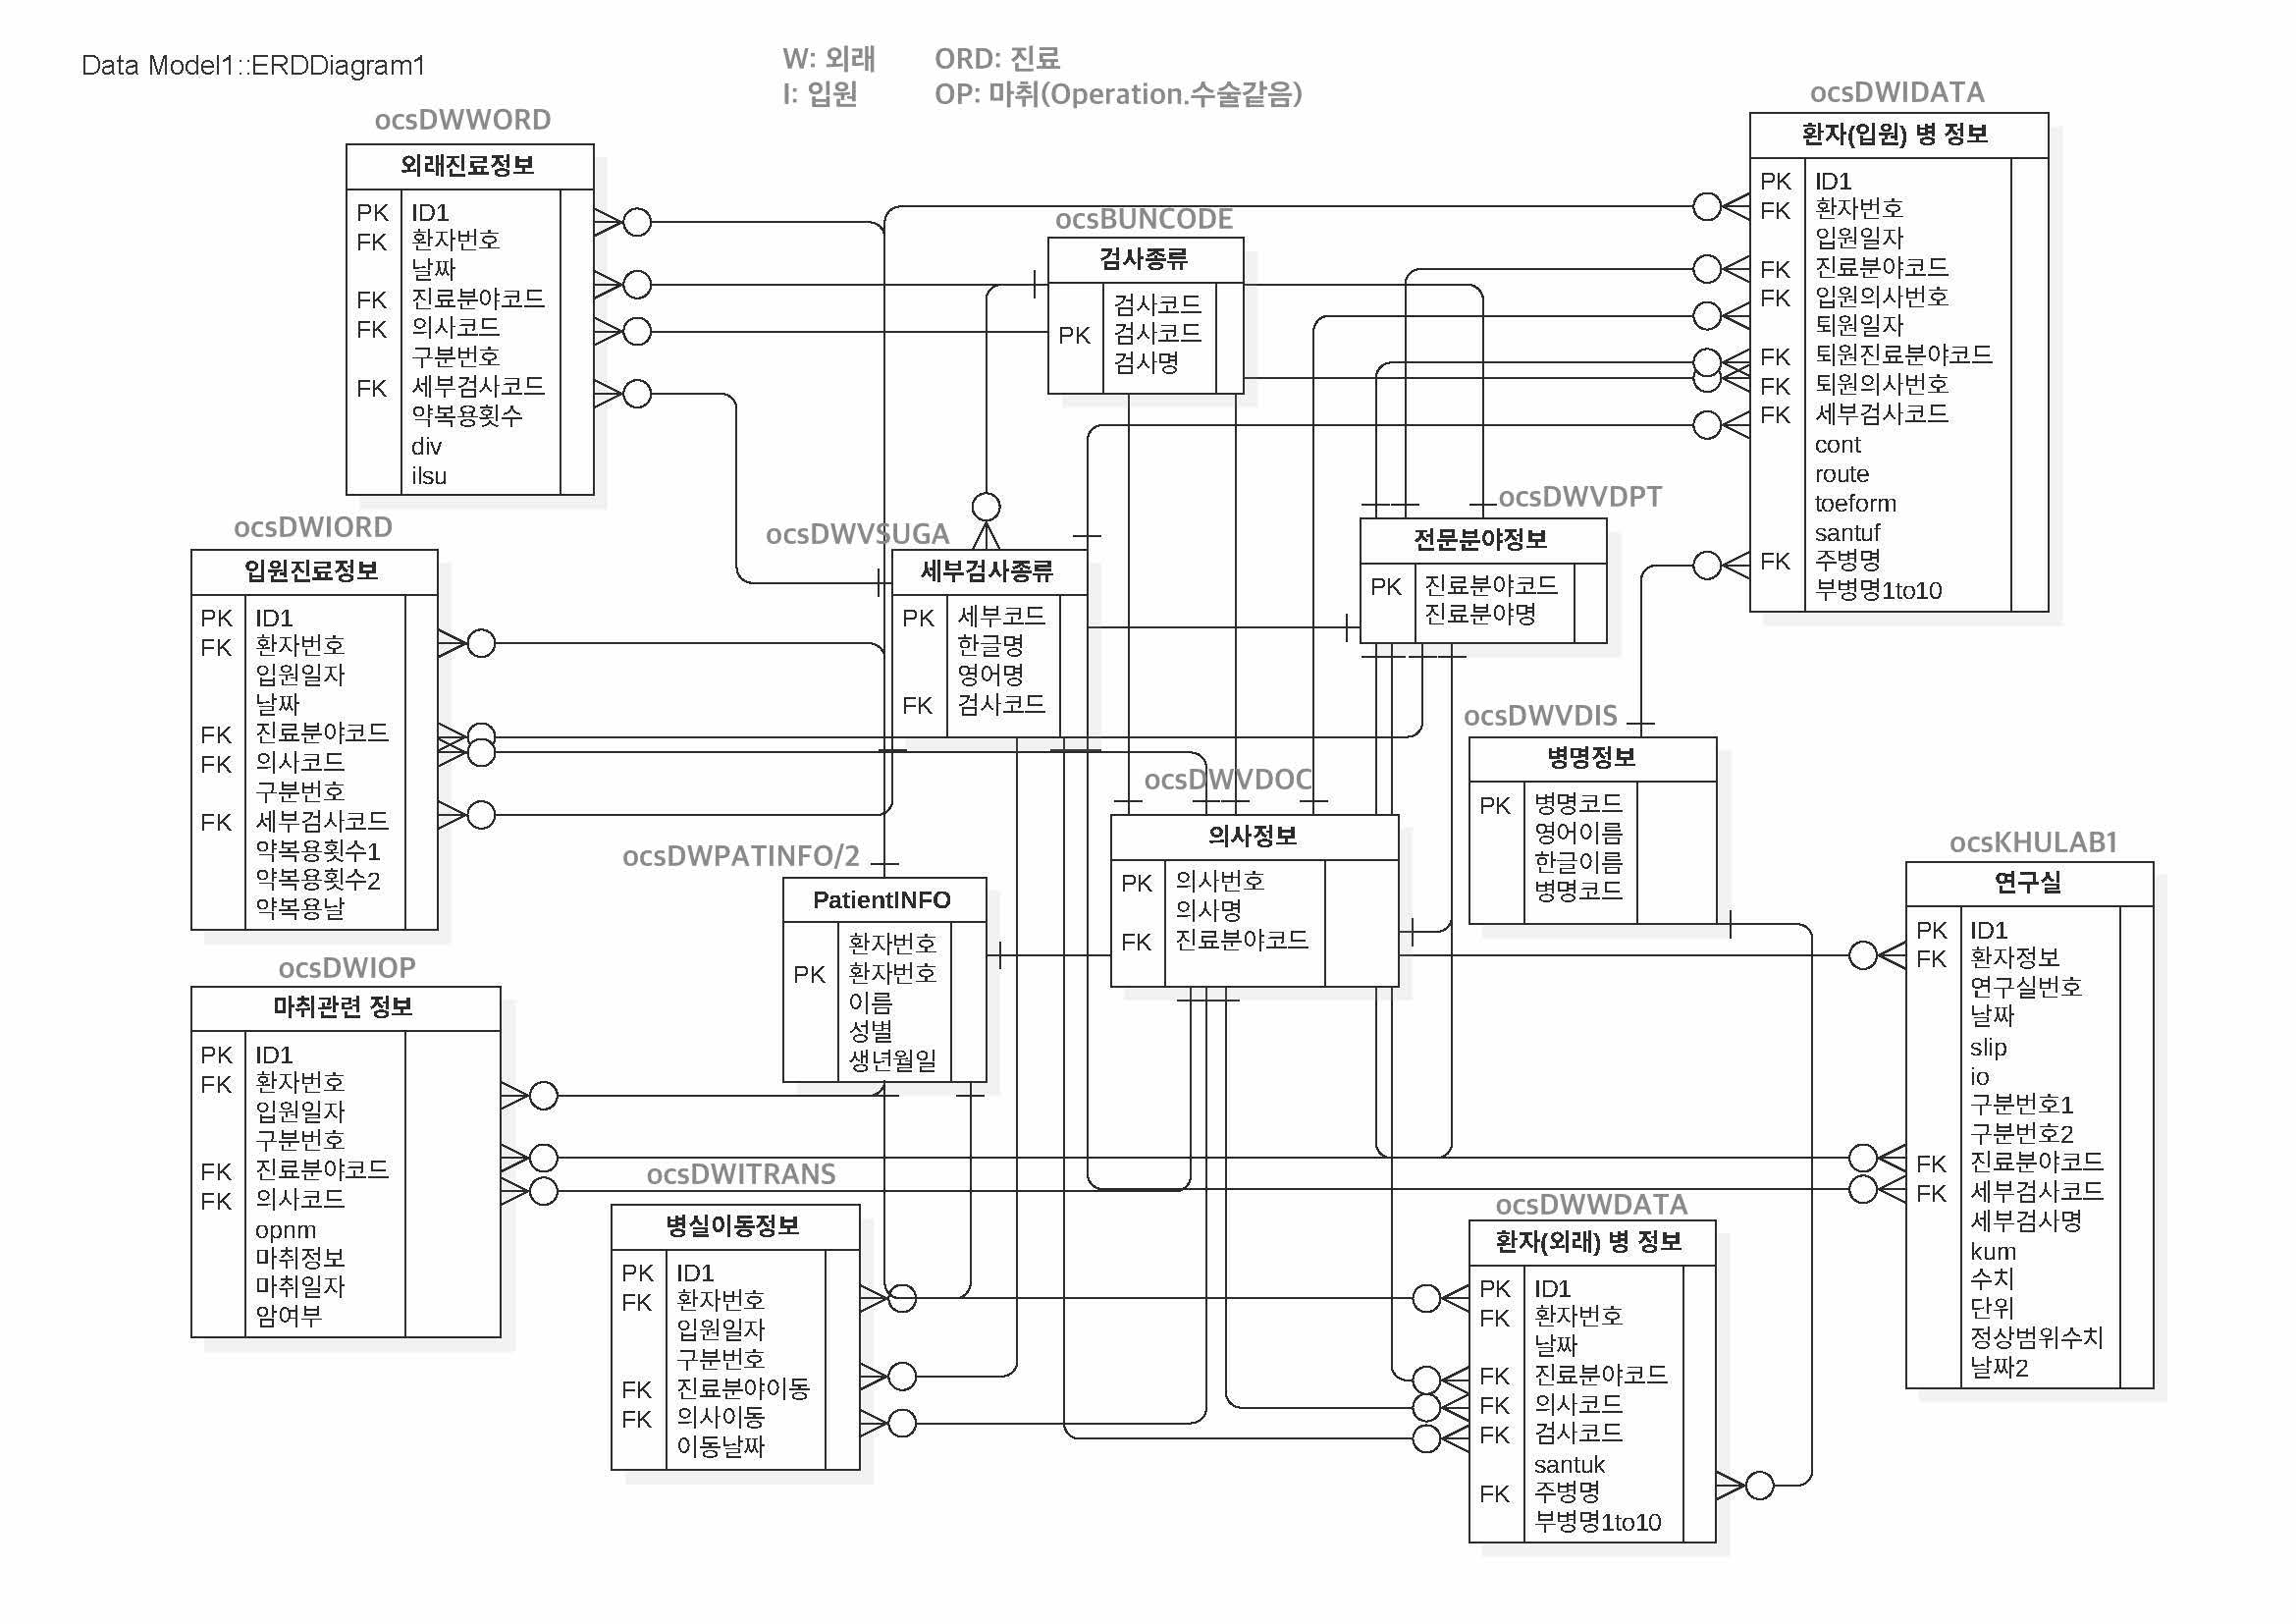 Data Model1::ERDDiagram1
W: 외래
ORD: 진료
I: 입원
OP: 마취(Operation.수술같음)
ocsDWWORD
외래진료정보
PK ID1
FK 환자번호
날짜
FK 진료분야코드
FK 의사코드
구분번호
FK 세부검사코드
약복용횟수
div
ilsu
ocsBUNCODE
검사종류
검사코드
PK 검사코드
검사명
ocsDWIDATA
환자(입원) 병 정보
PK ID1
FK 환자번호
입원일자
FK 진료분야코드
FK 입원의사번호
퇴원일자
FK 퇴원진료분야코드
FK 퇴원의사번호
FK 세부검사코드
cont
route
toeform
santuf
FK 주병명
부병명1to10
ocsDWIORD
입원진료정보
PK ID1
FK 환자번호
입원일자
날짜
FK 진료분야코드
FK 의사코드
구분번호
FK 세부검사코드
약복용횟수1
약복용횟수2
약복용날
ocsDWVSUGA
세부검사종류
PK 세부코드
한글명
영어명
FK 검사코드
ocsDWVDPT
전문분야정보
PK 진료분야코드
진료분야명
ocsDWVDIS
병명정보
PK 병명코드
영어이름
한글이름
병명코드
ocsDWPATINFO/2
PatientINFO
환자번호
PK 환자번호
이름
성별
생년월일
ocsDWVDOC
의사정보
PK 의사번호
의사명
FK 진료분야코드
ocsKHULAB1
연구실
PK ID1
FK 환자정보
연구실번호
날짜
slip
io
구분번호1
구분번호2
FK 진료분야코드
FK 세부검사코드
세부검사명
kum
수치
단위
정상범위수치
날짜2
ocsDWIOP
마취관련 정보
PK ID1
FK 환자번호
입원일자
구분번호
FK 진료분야코드
FK 의사코드
opnm
마취정보
마취일자
암여부
ocsDWITRANS
병실이동정보
PK ID1
FK 환자번호
입원일자
구분번호
FK 진료분야이동
FK 의사이동
이동날짜
ocsDWWDATA
환자(외래) 병 정보
PK ID1
FK 환자번호
날짜
FK 진료분야코드
FK 의사코드
FK 검사코드
santuk
FK 주병명
부병명1to10